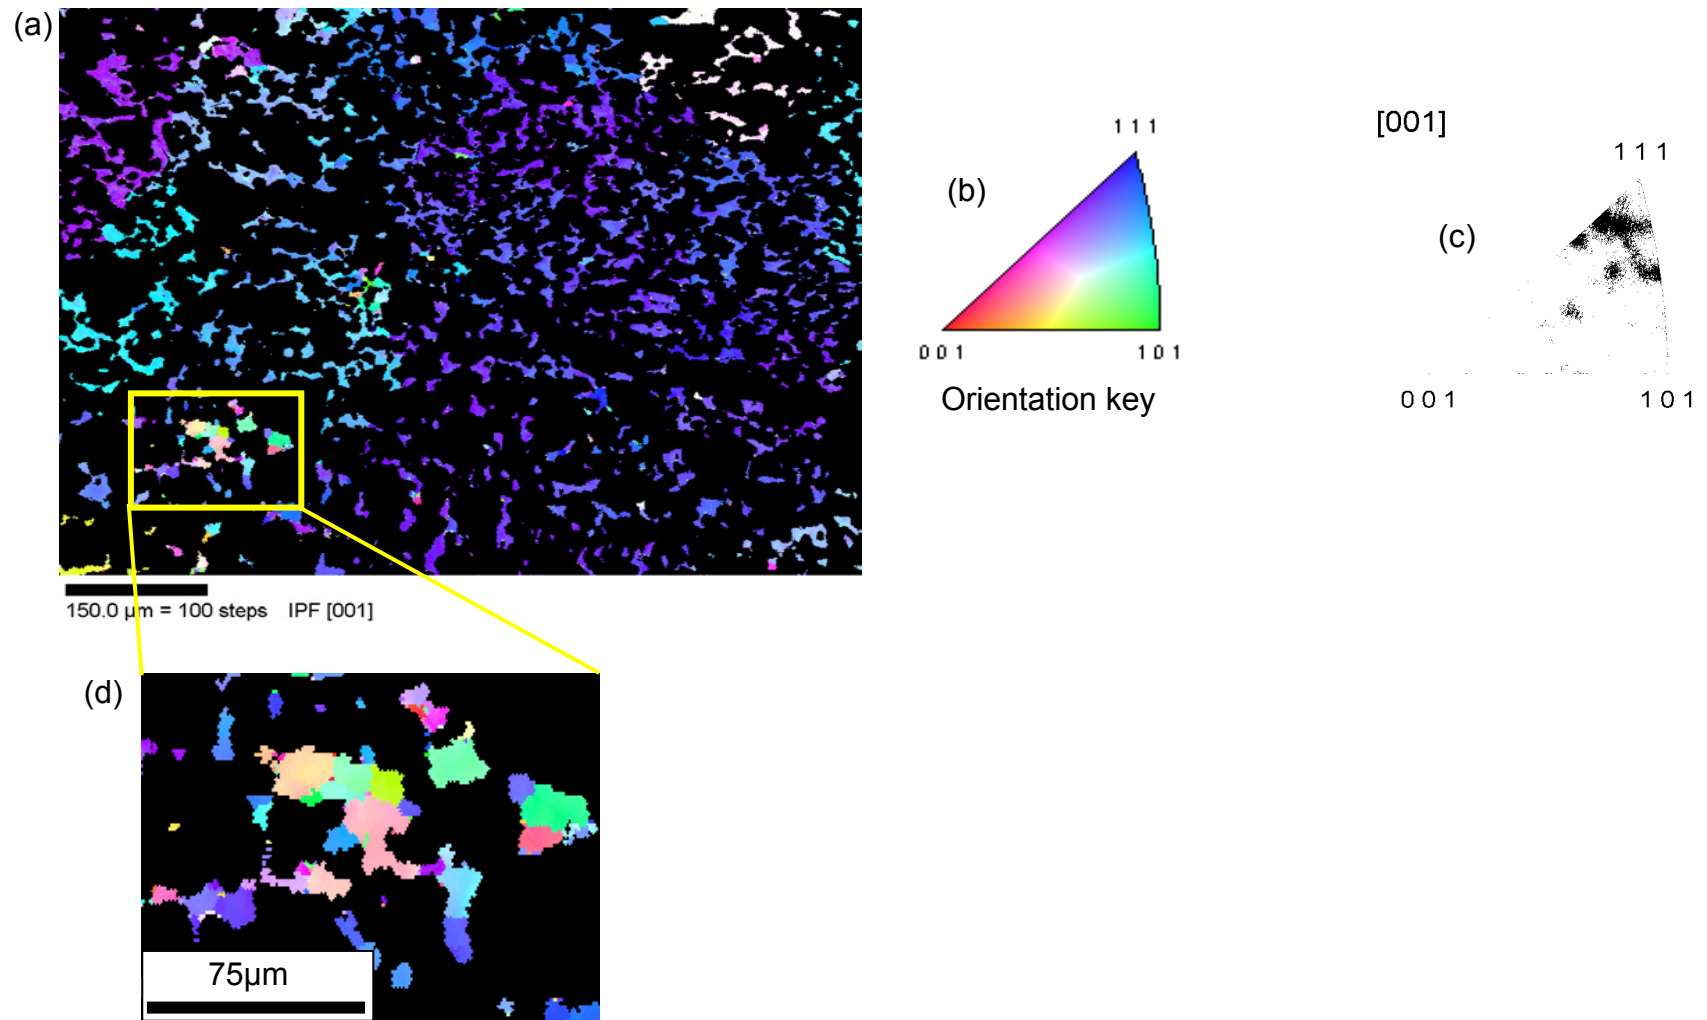 (a)
150.0 µm = 100 steps IPF [001]
1 1 1
(b)
0 0 1
1 0 1
Orientation key
[001]
1 1 1
(c)
0 0 1
1 0 1
(d)
75µm